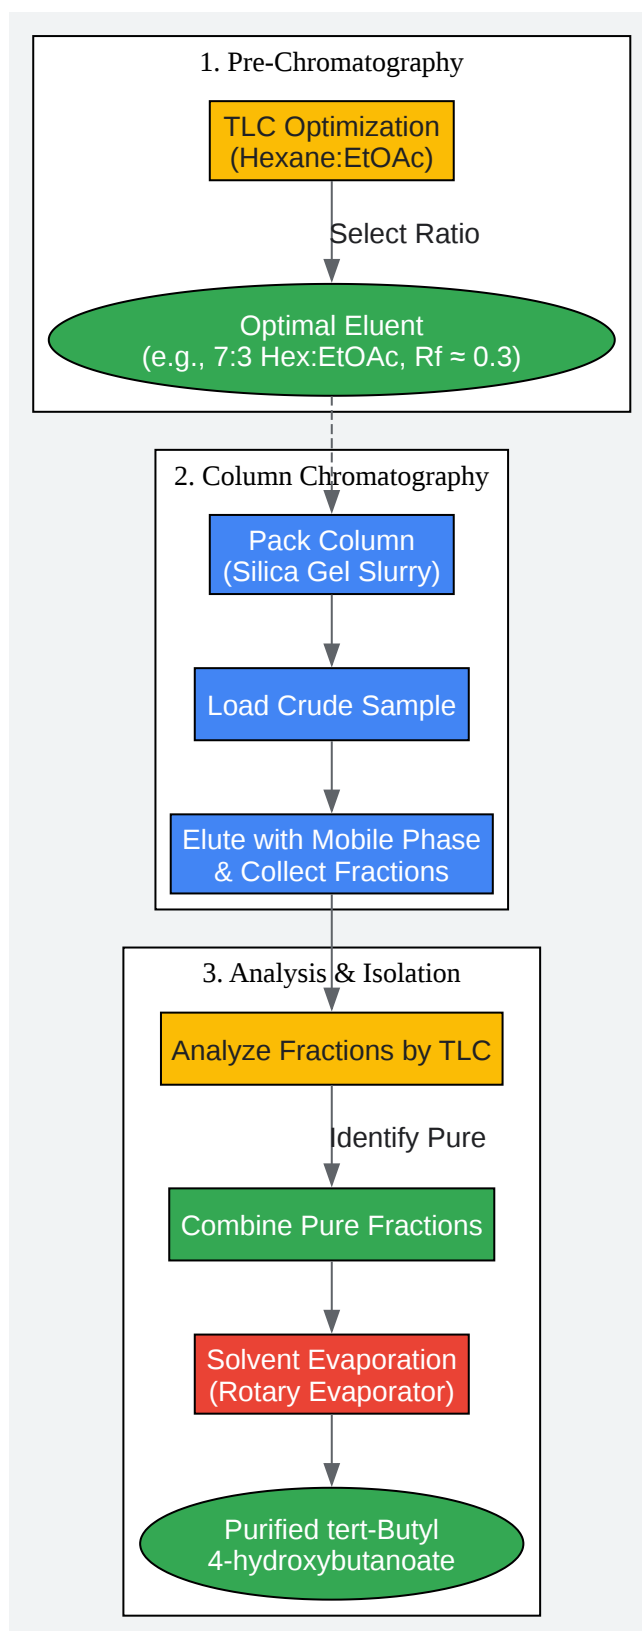 1. Pre-Chromatography
TLC Optimization
(Hexane:EtOAc)
Select Ratio
Optimal Eluent
(e.g., 7:3 Hex:EtOAc, Rf ≈ 0.3)
2. Column Chromatography
Pack Column
(Silica Gel Slurry)
Load Crude Sample
Elute with Mobile Phase
& Collect Fractions
3. Analysis & Isolation
Analyze Fractions by TLC
Identify Pure
Combine Pure Fractions
Solvent Evaporation
(Rotary Evaporator)
Purified tert-Butyl
4-hydroxybutanoate